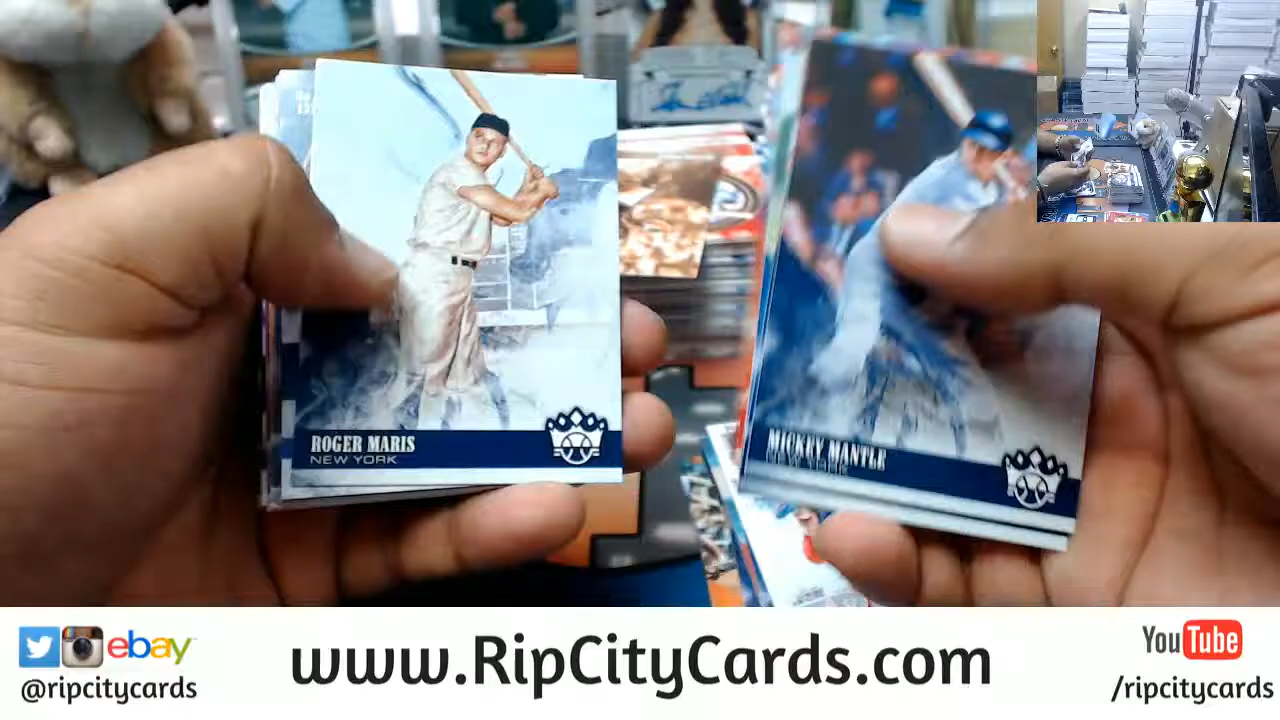 ROGER MARIS
NEW YORK
MICKEY MANTLE
NEW YORK
ebay
@ripcitycards
www.RipCityCards.com
YouTube
/ripcitycards